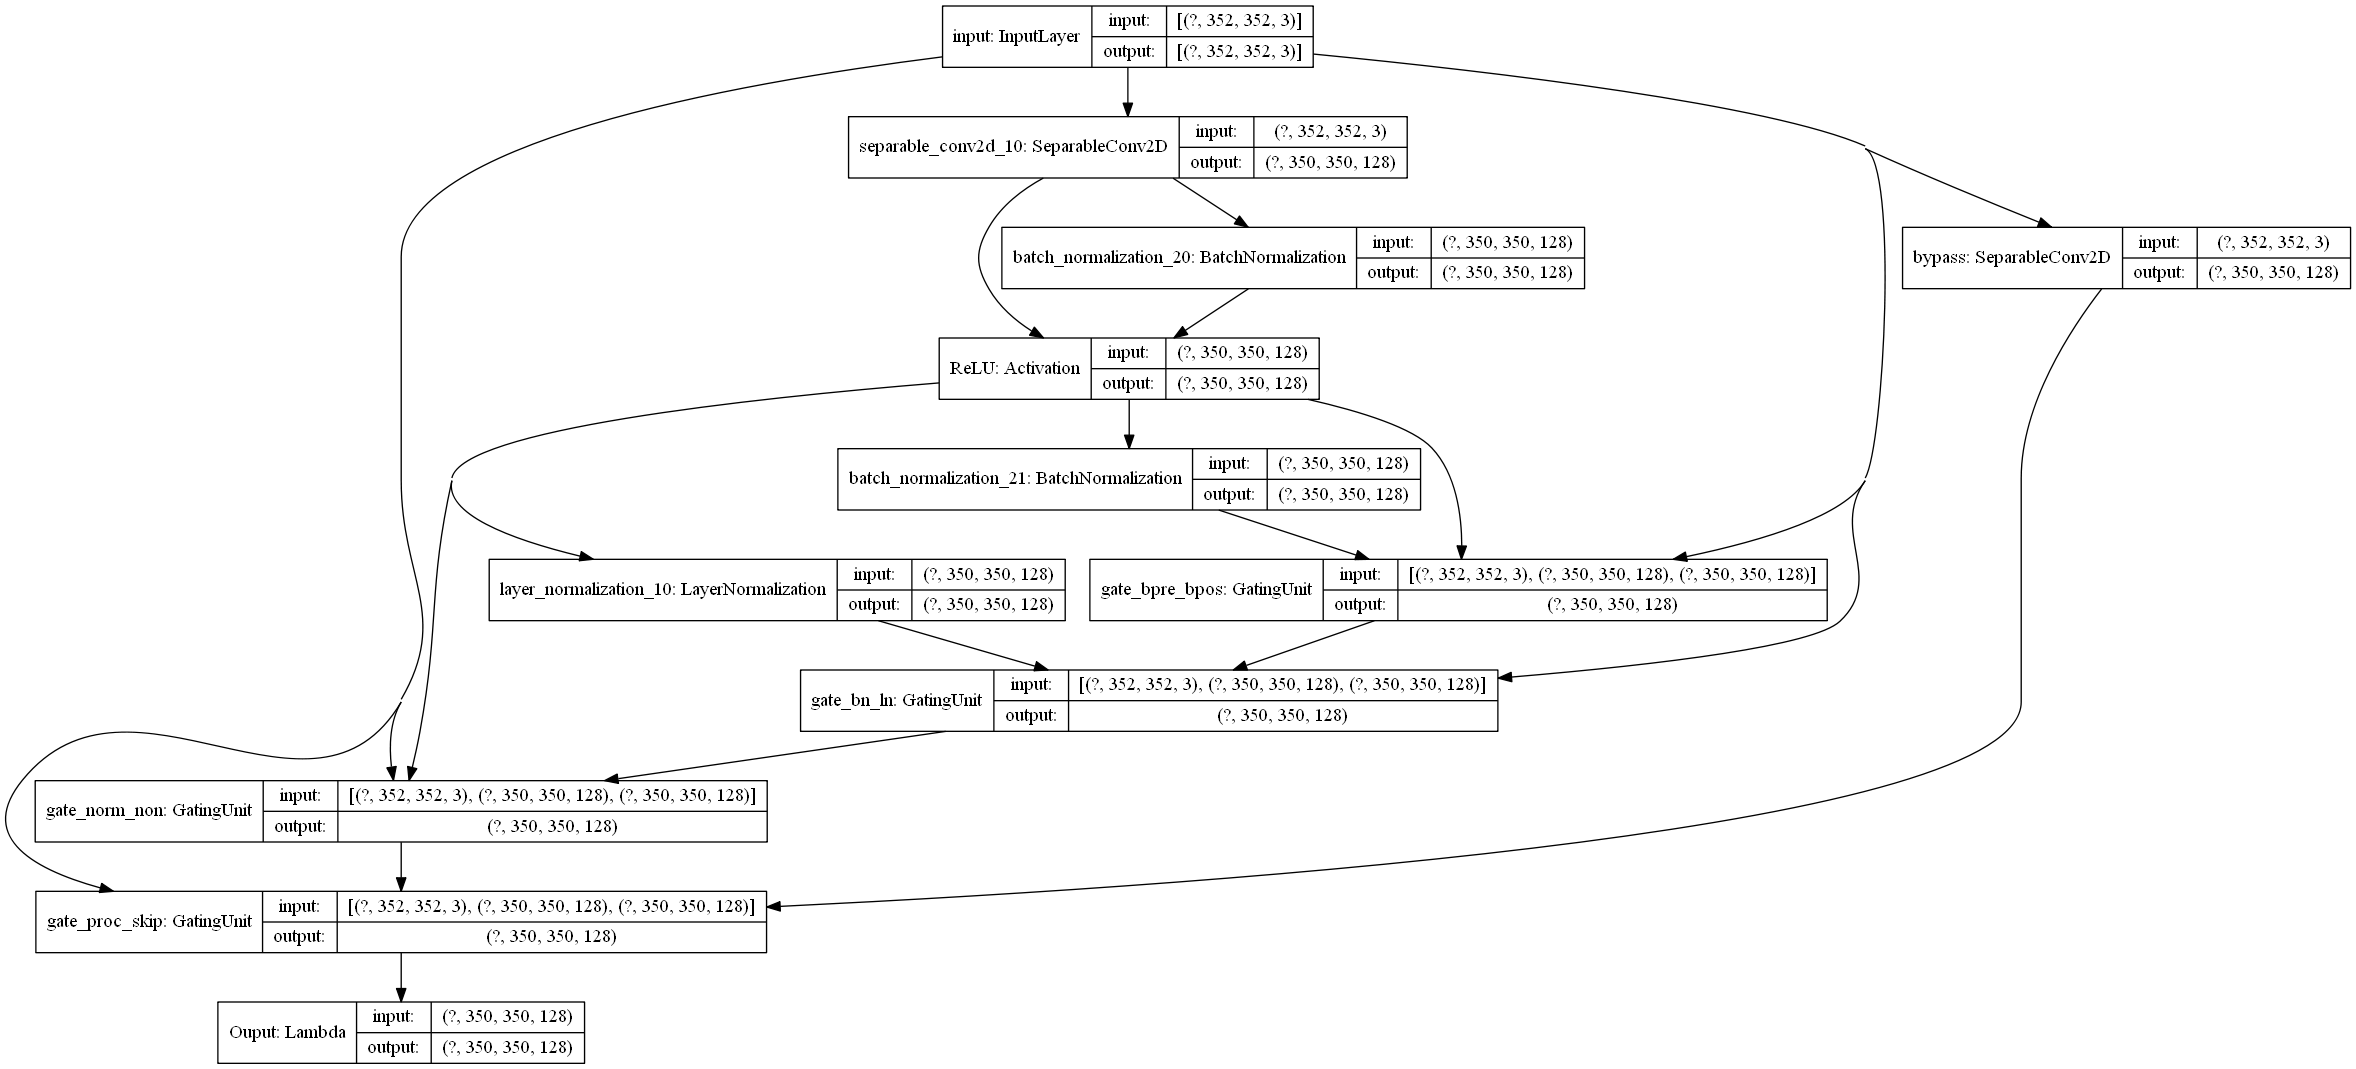 input: InputLayer
input: [(?, 352, 352, 3)]
output: [(?, 352, 352, 3)]
separable_conv2d_10: SeparableConv2D
input: (?, 352, 352, 3)
output: (?, 350, 350, 128)
batch_normalization_20: BatchNormalization
input: (?, 350, 350, 128)
output: (?, 350, 350, 128)
bypass: SeparableConv2D
input: (?, 352, 352, 3)
output: (?, 350, 350, 128)
ReLU: Activation
input: (?, 350, 350, 128)
output: (?, 350, 350, 128)
batch_normalization_21: BatchNormalization
input: (?, 350, 350, 128)
output: (?, 350, 350, 128)
layer_normalization_10: LayerNormalization
input: (?, 350, 350, 128)
output: (?, 350, 350, 128)
gate_bpre_bpos: GatingUnit
input: [(?, 352, 352, 3), (?, 350, 350, 128), (?, 350, 350, 128)]
output: (?, 350, 350, 128)
gate_bn_ln: GatingUnit
input: [(?, 352, 352, 3), (?, 350, 350, 128), (?, 350, 350, 128)]
output: (?, 350, 350, 128)
gate_norm_non: GatingUnit
input: [(?, 352, 352, 3), (?, 350, 350, 128), (?, 350, 350, 128)]
output: (?, 350, 350, 128)
gate_proc_skip: GatingUnit
input: [(?, 352, 352, 3), (?, 350, 350, 128), (?, 350, 350, 128)]
output: (?, 350, 350, 128)
Ouput: Lambda
input: (?, 350, 350, 128)
output: (?, 350, 350, 128)